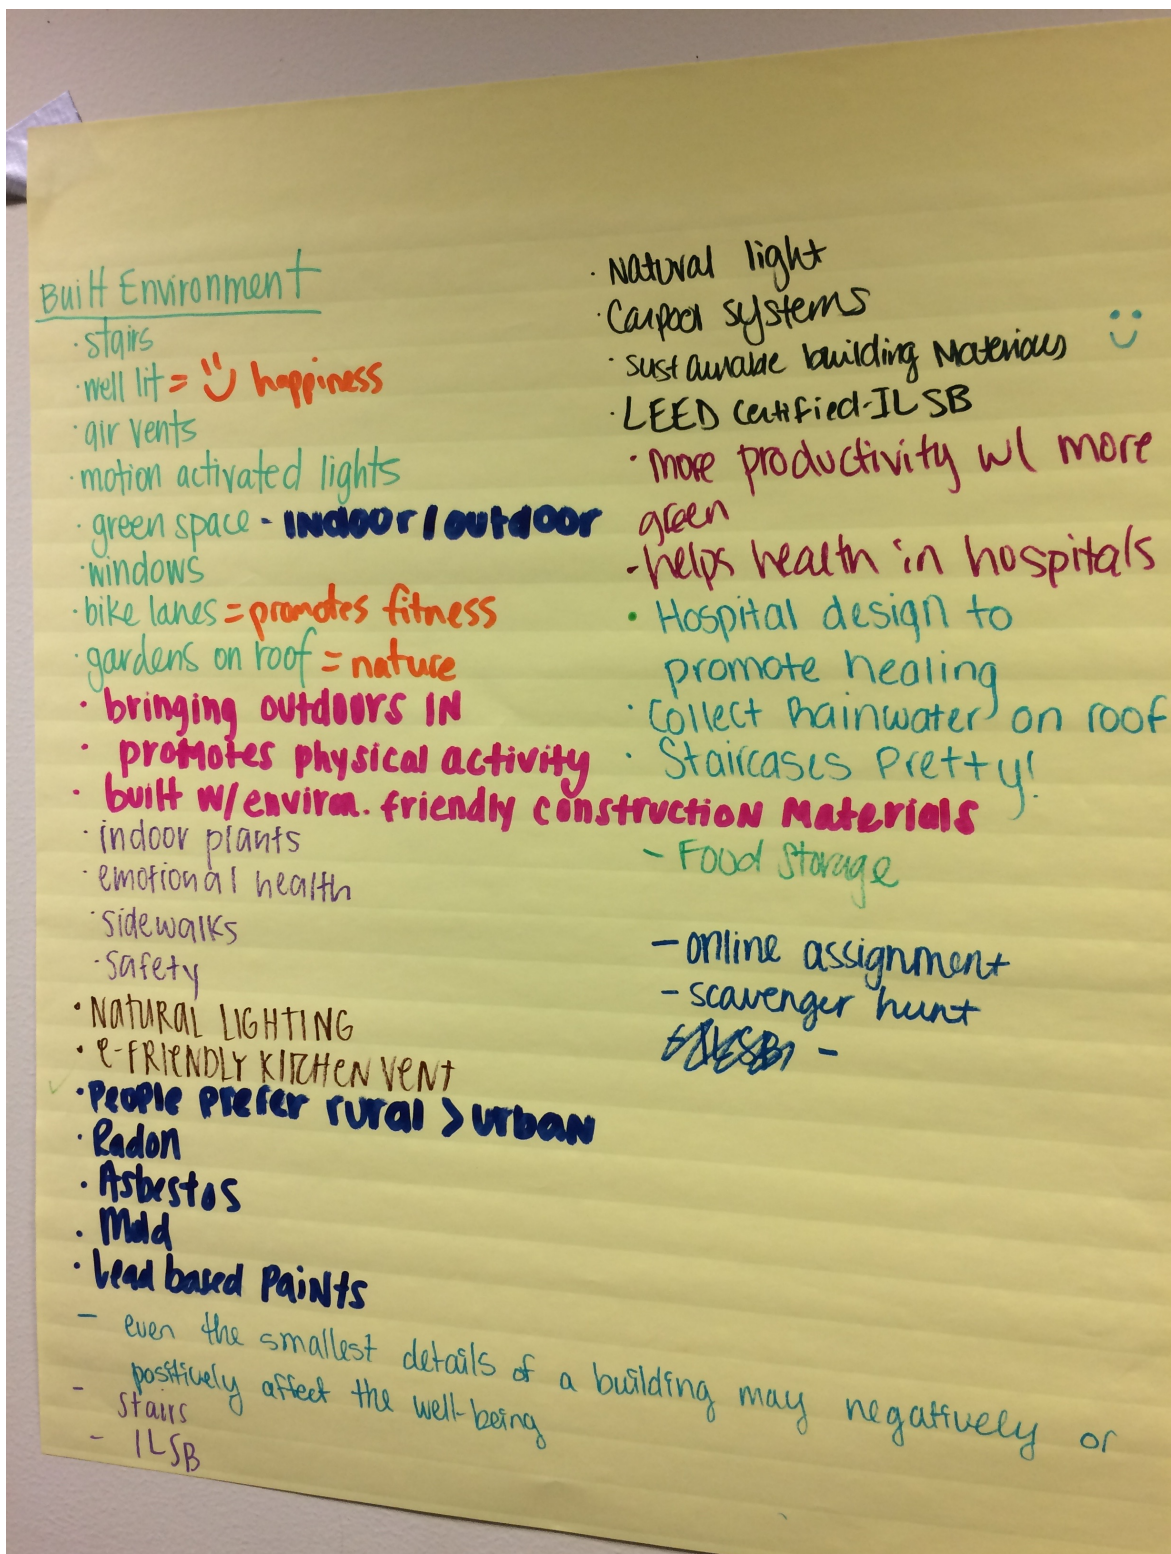 Built Environment
· stairs
· well lit = happiness
· air vents
· motion activated lights
· green space - INdoor / outdoor
· windows
· bike lanes = promotes fitness
· gardens on roof = nature
· bringing outdoors IN
· promotes physical activity
· built w/environ. friendly construction Materials
· indoor plants
· emotional health
· sidewalks
· safety
· NATURAL LIGHTING
· e-FRIENDLY KITCHEN VENT
· People prefer rural > urban
· Radon
· Asbestos
· Mold
· Lead based Paints
- even the smallest details of a building may negatively or
positively affect the well-being
- stairs
- ILSB
· Natural light
· Carpool systems
· sustainable building Materials
· LEED Certified-ILSB
· more productivity w/ more
green
- helps health in hospitals
· Hospital design to
promote healing
· Collect Rainwater on roof
· Staircases Pretty!
- Food Storage
- online assignment
- scavenger hunt